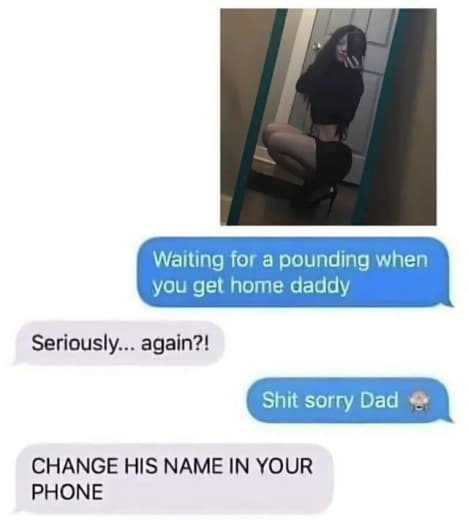 Waiting for a pounding when
you get home daddy
Seriously... again?!
Shit sorry Dad 🙈
CHANGE HIS NAME IN YOUR
PHONE